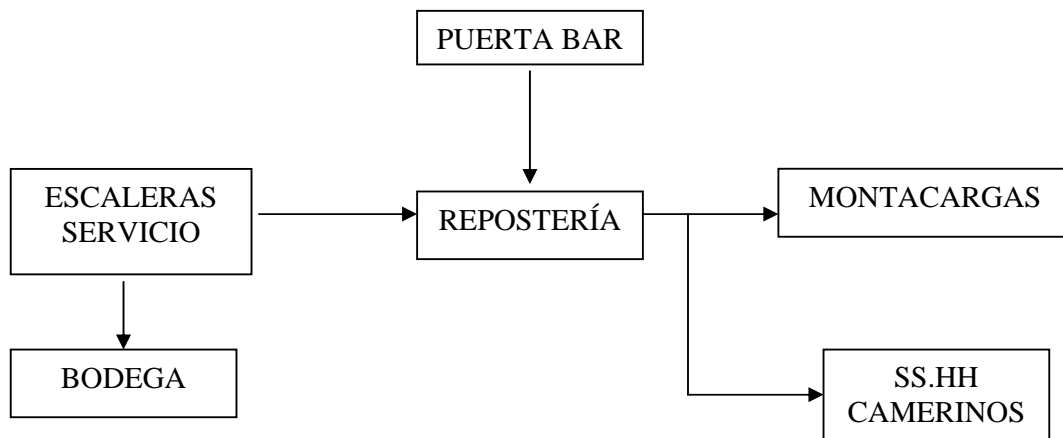 PUERTA BAR
ESCALERAS
SERVICIO
REPOSTERÍA
MONTACARGAS
BODEGA
SS.HH
CAMERINOS